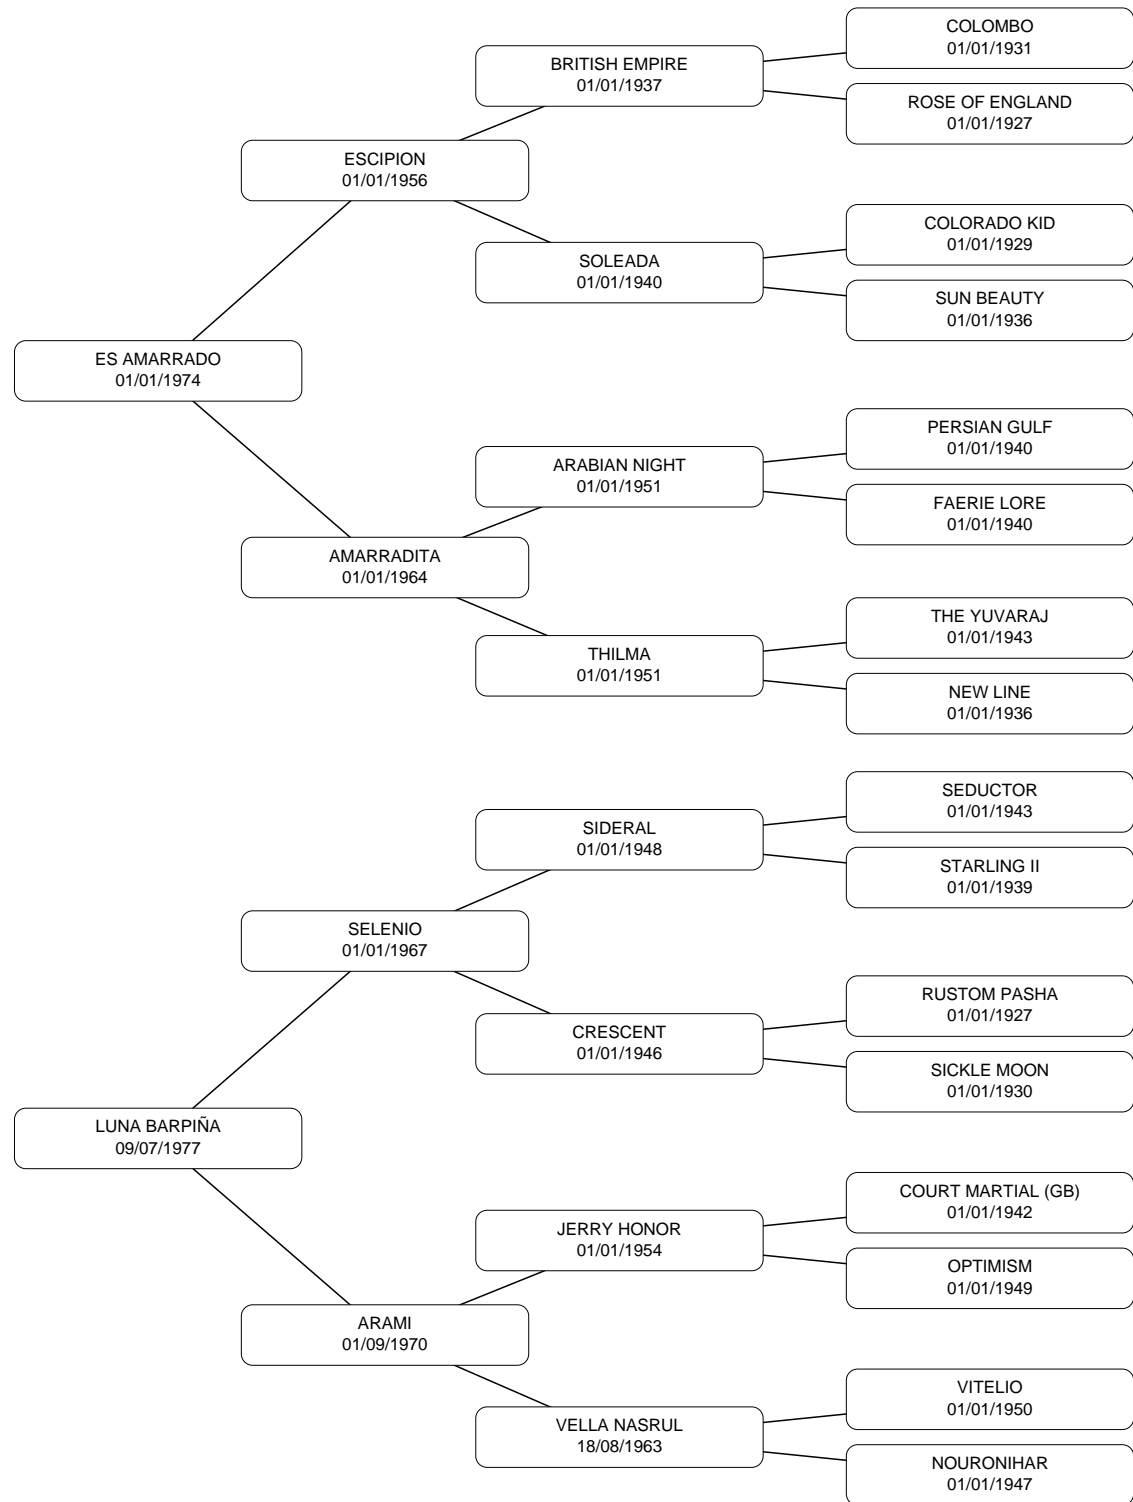 COLOMBO
01/01/1931
BRITISH EMPIRE
01/01/1937
ROSE OF ENGLAND
01/01/1927
ESCIPION
01/01/1956
COLORADO KID
01/01/1929
SOLEADA
01/01/1940
SUN BEAUTY
01/01/1936
ES AMARRADO
01/01/1974
PERSIAN GULF
01/01/1940
ARABIAN NIGHT
01/01/1951
FAERIE LORE
01/01/1940
AMARRADITA
01/01/1964
THE YUVARAJ
01/01/1943
THILMA
01/01/1951
NEW LINE
01/01/1936
SEDUCTOR
01/01/1943
SIDERAL
01/01/1948
STARLING II
01/01/1939
SELENIO
01/01/1967
RUSTOM PASHA
01/01/1927
CRESCENT
01/01/1946
SICKLE MOON
01/01/1930
LUNA BARPIÑA
09/07/1977
COURT MARTIAL (GB)
01/01/1942
JERRY HONOR
01/01/1954
OPTIMISM
01/01/1949
ARAMI
01/09/1970
VITELIO
01/01/1950
VELLA NASRUL
18/08/1963
NOURONIHAR
01/01/1947